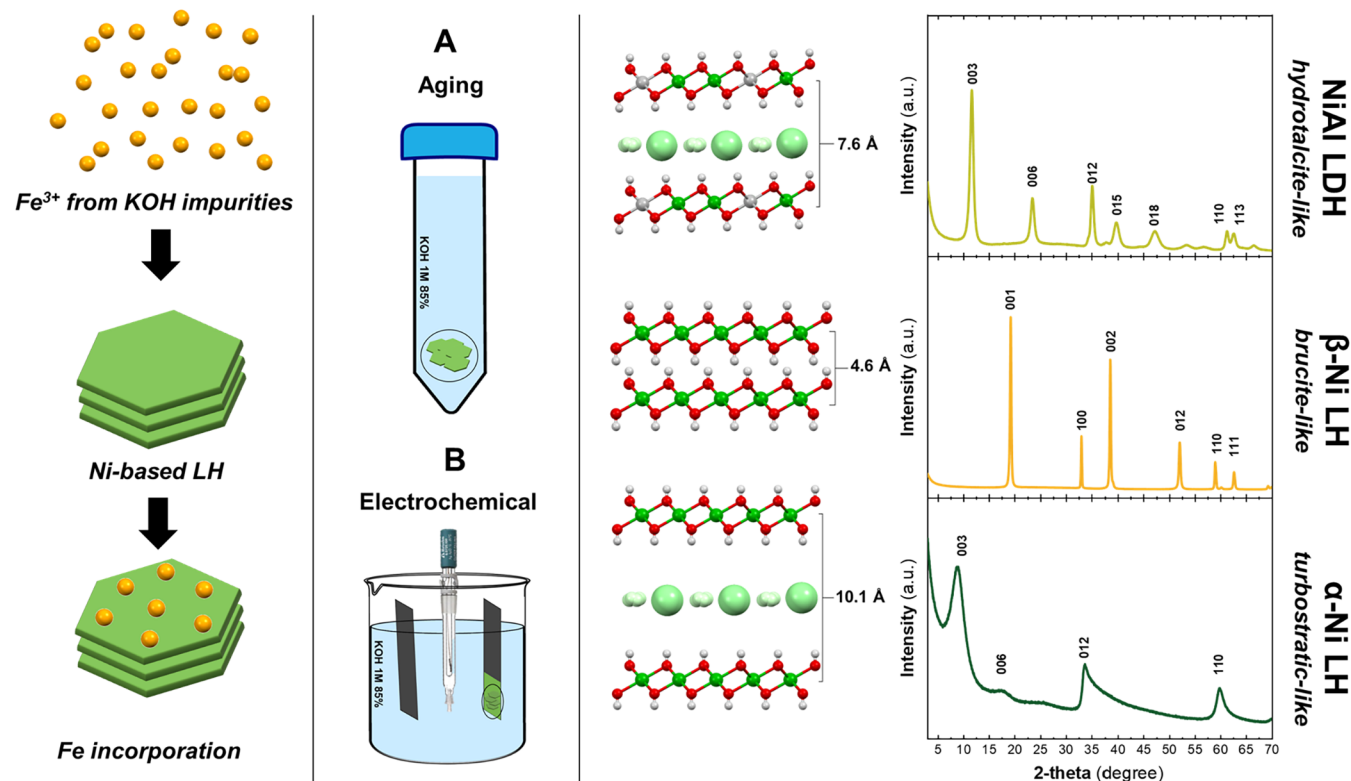 Fe³⁺ from KOH impurities
Ni-based LH
Fe incorporation
A
Aging
KOH 1M 85%
B
Electrochemical
KOH 1M 85%
7.6 Å
4.6 Å
10.1 Å
Intensity (a.u.)
003
006
012
015
018
110
113
NiAl LDH
hydrotalcite-like
Intensity (a.u.)
001
100
002
012
110
111
β-Ni LH
brucite-like
Intensity (a.u.)
003
006
012
110
α-Ni LH
turbostratic-like
5 10 15 20 25 30 35 40 45 50 55 60 65 70
2-theta (degree)